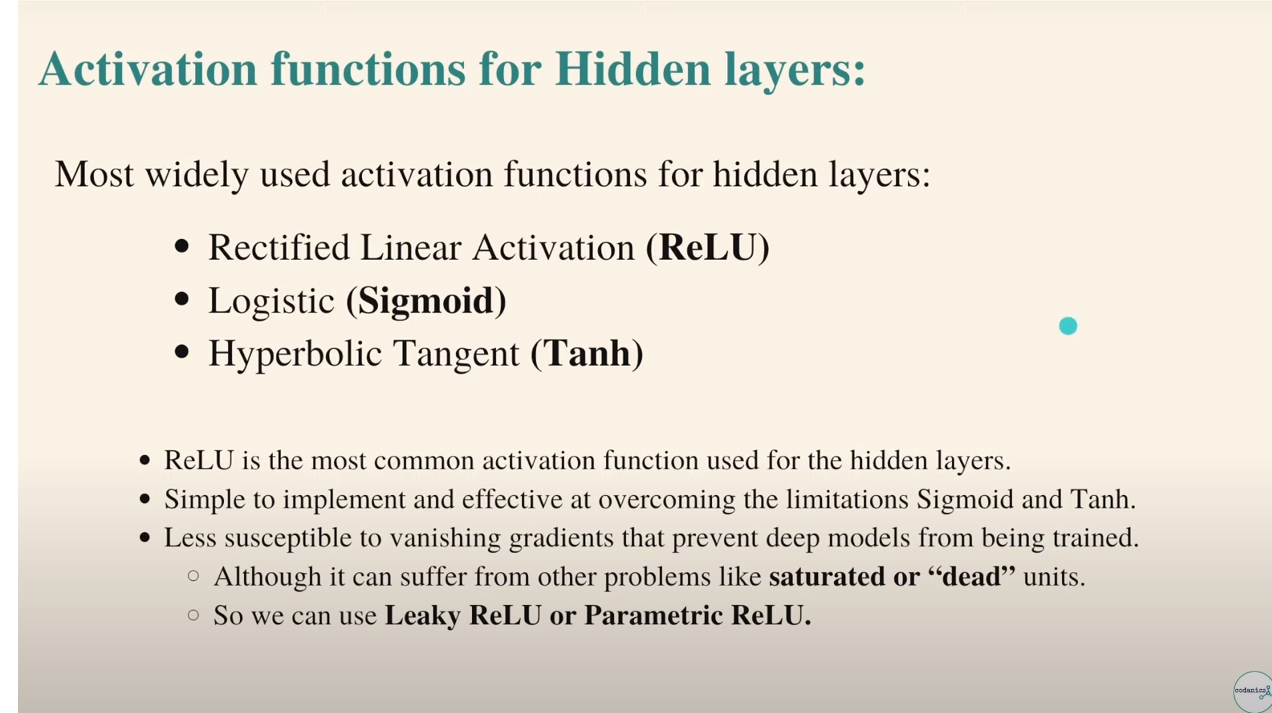 Activation functions for Hidden layers:
Most widely used activation functions for hidden layers:
• Rectified Linear Activation (ReLU)
• Logistic (Sigmoid)
• Hyperbolic Tangent (Tanh)
• ReLU is the most common activation function used for the hidden layers.
• Simple to implement and effective at overcoming the limitations Sigmoid and Tanh.
• Less susceptible to vanishing gradients that prevent deep models from being trained.
○ Although it can suffer from other problems like saturated or “dead” units.
○ So we can use Leaky ReLU or Parametric ReLU.
codanics